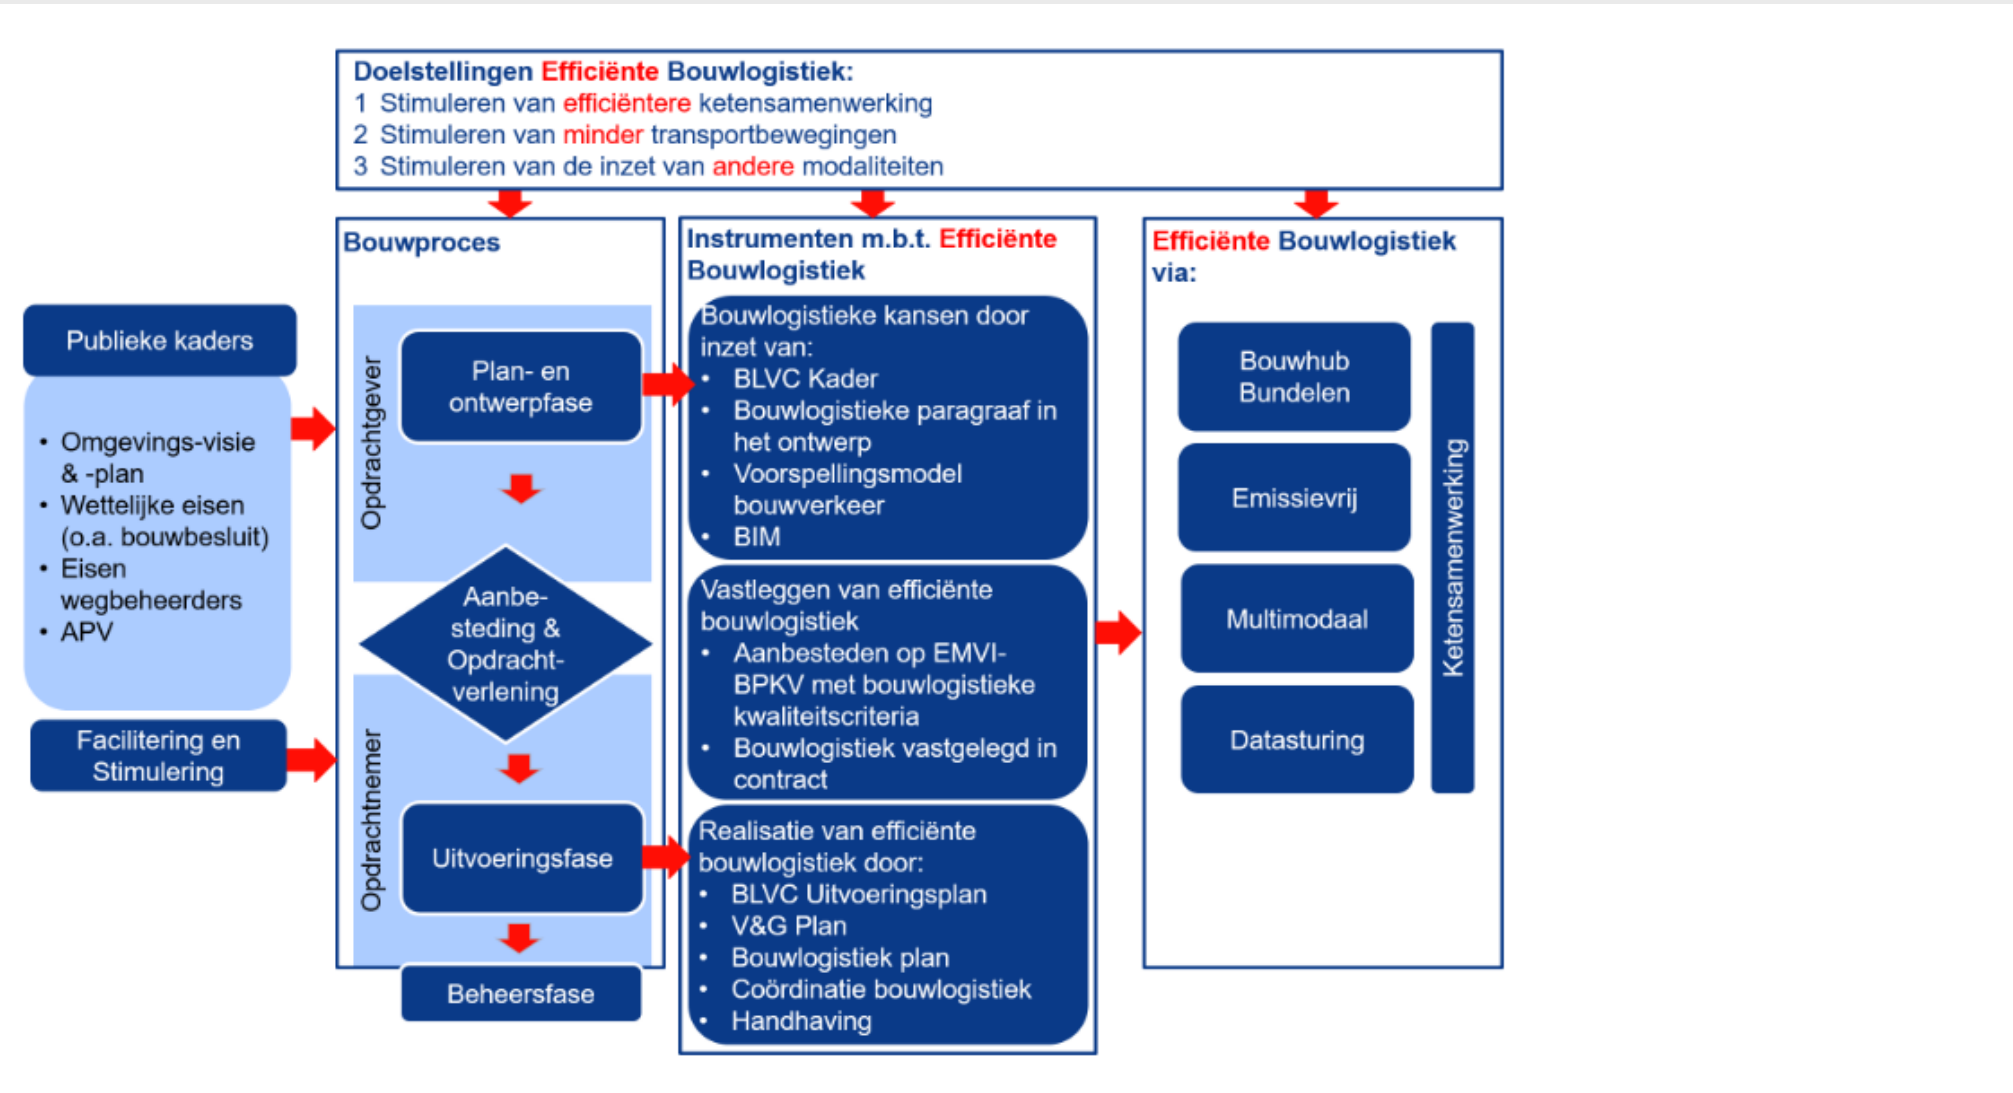 Doelstellingen Efficiënte Bouwlogistiek:
1 Stimuleren van efficiëntere ketensamenwerking
2 Stimuleren van minder transportbewegingen
3 Stimuleren van de inzet van andere modaliteiten
Publieke kaders
• Omgevings-visie
& -plan
• Wettelijke eisen
(o.a. bouwbesluit)
• Eisen
wegbeheerders
• APV
Facilitering en
Stimulering
Bouwproces
Opdrachtgever
Plan- en
ontwerpfase
Aanbe-
steding &
Opdracht-
verlening
Opdrachtnemer
Uitvoeringsfase
Beheersfase
Instrumenten m.b.t. Efficiënte
Bouwlogistiek
Bouwlogistieke kansen door
inzet van:
• BLVC Kader
• Bouwlogistieke paragraaf in
het ontwerp
• Voorspellingsmodel
bouwverkeer
• BIM
Vastleggen van efficiënte
bouwlogistiek
• Aanbesteden op EMVI-
BPKV met bouwlogistieke
kwaliteitscriteria
• Bouwlogistiek vastgelegd in
contract
Realisatie van efficiënte
bouwlogistiek door:
• BLVC Uitvoeringsplan
• V&G Plan
• Bouwlogistiek plan
• Coördinatie bouwlogistiek
• Handhaving
Efficiënte Bouwlogistiek
via:
Bouwhub
Bundelen
Emissievrij
Multimodaal
Datasturing
Ketensamenwerking